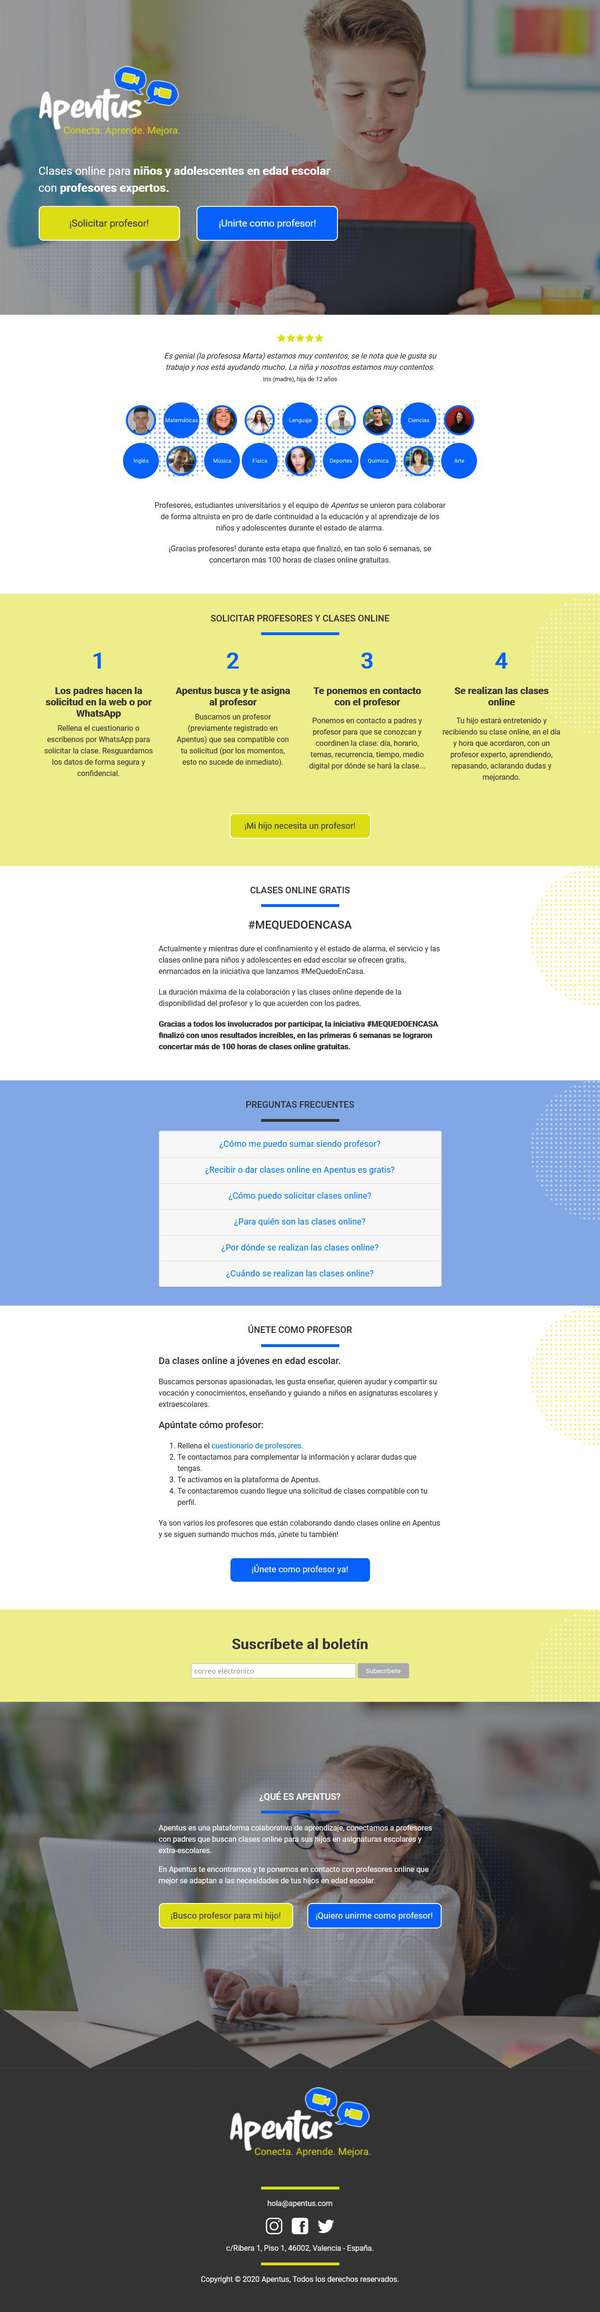 Apentus
Conecta. Aprende. Mejora.
Clases online para niños y adolescentes en edad escolar
con profesores expertos.
¡Solicitar profesor!
¡Unirte como profesor!
Es genial (la profesosa Marta) estamos muy contentos, se le nota que le gusta su
trabajo y nos está ayudando mucho. La niña y nosotros estamos muy contentos.
Iris (madre), hija de 12 años
Matemáticas
Lenguaje
Ciencias
Inglés
Música
Física
Deportes
Química
Arte
Profesores, estudiantes universitarios y el equipo de Apentus se unieron para colaborar
de forma altruista en pro de darle continuidad a la educación y al aprendizaje de los
niños y adolescentes durante el estado de alarma.
¡Gracias profesores! durante esta etapa que finalizó, en tan solo 6 semanas, se
concertaron más 100 horas de clases online gratuitas.
SOLICITAR PROFESORES Y CLASES ONLINE
1
Los padres hacen la
solicitud en la web o por
WhatsApp
Rellena el cuestionario o
escríbenos por WhatsApp para
solicitar la clase. Resguardamos
los datos de forma segura y
confidencial.
2
Apentus busca y te asigna
al profesor
Buscamos un profesor
(previamente registrado en
Apentus) que sea compatible con
tu solicitud (por los momentos,
esto no sucede de inmediato).
3
Te ponemos en contacto
con el profesor
Ponemos en contacto a padres y
profesor para que se conozcan y
coordinen la clase: día, horario,
temas, recurrencia, tiempo, medio
digital por dónde se hará la clase...
4
Se realizan las clases
online
Tu hijo estará entretenido y
recibiendo su clase online, en el día
y hora que acordaron, con un
profesor experto, aprendiendo,
repasando, aclarando dudas y
mejorando.
¡Mi hijo necesita un profesor!
CLASES ONLINE GRATIS
#MEQUEDOENCASA
Actualmente y mientras dure el confinamiento y el estado de alarma, el servicio y las
clases online para niños y adolescentes en edad escolar se ofrecen gratis,
enmarcados en la iniciativa que lanzamos #MeQuedoEnCasa.
La duración máxima de la colaboración y las clases online depende de la
disponibilidad del profesor y lo que acuerden con los padres.
Gracias a todos los involucrados por participar, la iniciativa #MEQUEDOENCASA
finalizó con unos resultados increíbles, en las primeras 6 semanas se lograron
concertar más de 100 horas de clases online gratuitas.
PREGUNTAS FRECUENTES
¿Cómo me puedo sumar siendo profesor?
¿Recibir o dar clases online en Apentus es gratis?
¿Cómo puedo solicitar clases online?
¿Para quién son las clases online?
¿Por dónde se realizan las clases online?
¿Cuándo se realizan las clases online?
ÚNETE COMO PROFESOR
Da clases online a jóvenes en edad escolar.
Buscamos personas apasionadas, les gusta enseñar, quieren ayudar y compartir su
vocación y conocimientos, enseñando y guiando a niños en asignaturas escolares y
extraescolares.
Apúntate cómo profesor:
1. Rellena el cuestionario de profesores.
2. Te contactamos para complementar la información y aclarar dudas que
tengas.
3. Te activamos en la plataforma de Apentus.
4. Te contactaremos cuando llegue una solicitud de clases compatible con tu
perfil.
Ya son varios los profesores que están colaborando dando clases online en Apentus
y se siguen sumando muchos más, ¡únete tu también!
¡Únete como profesor ya!
Suscríbete al boletín
correo electrónico
Subscríbete
¿QUÉ ES APENTUS?
Apentus es una plataforma colaborativa de aprendizaje, conectamos a profesores
con padres que buscan clases online para sus hijos en asignaturas escolares y
extra-escolares.
En Apentus te encontramos y te ponemos en contacto con profesores online que
mejor se adaptan a las necesidades de tus hijos en edad escolar.
¡Busco profesor para mi hijo!
¡Quiero unirme como profesor!
Apentus
Conecta. Aprende. Mejora.
hola@apentus.com
c/Ribera 1, Piso 1, 46002, Valencia - España.
Copyright © 2020 Apentus, Todos los derechos reservados.